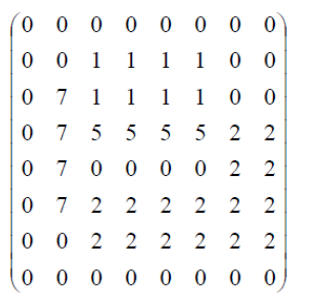 0 0 0 0 0 0 0 0
0 0 1 1 1 1 0 0
0 7 1 1 1 1 0 0
0 7 5 5 5 5 2 2
0 7 0 0 0 0 2 2
0 7 2 2 2 2 2 2
0 0 2 2 2 2 2 2
0 0 0 0 0 0 0 0